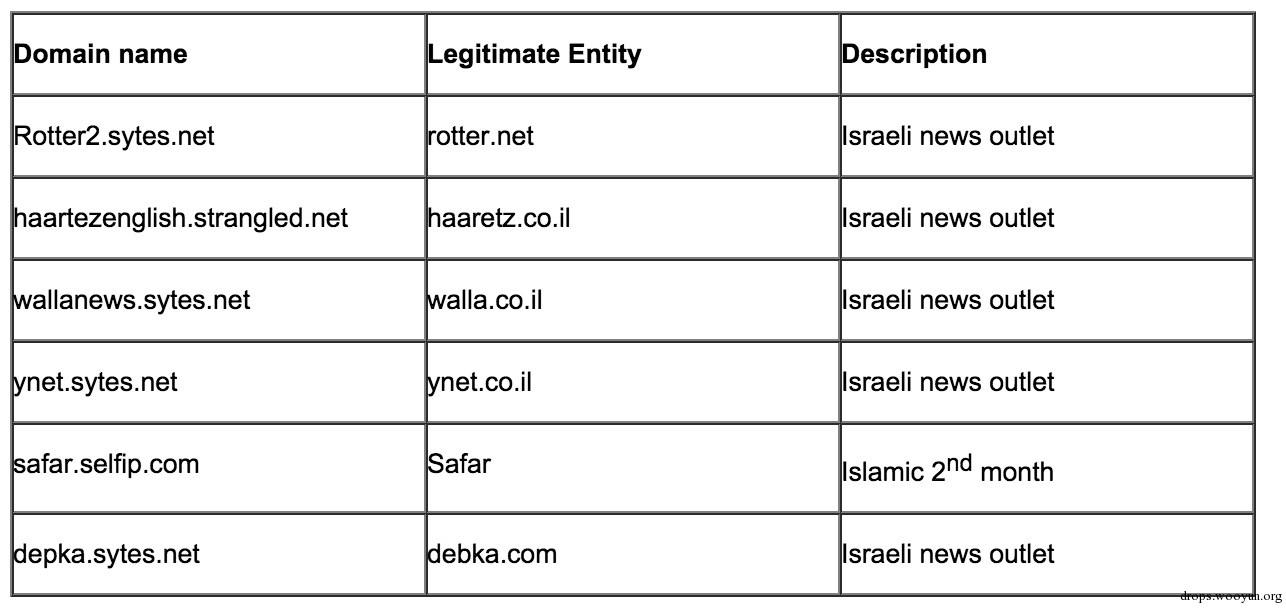 Domain name Legitimate Entity Description
Rotter2.sytes.net rotter.net Israeli news outlet
haartezenglish.strangled.net haaretz.co.il Israeli news outlet
wallanews.sytes.net walla.co.il Israeli news outlet
ynet.sytes.net ynet.co.il Israeli news outlet
safar.selfip.com Safar Islamic 2nd month
depka.sytes.net debka.com Israeli news outlet
drops.wooyun.org